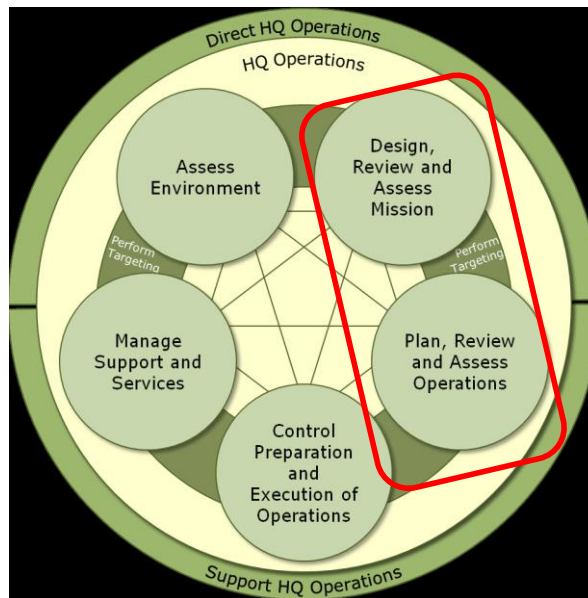 Direct HQ Operations
HQ Operations
Assess
Environment
Design,
Review and
Assess
Mission
Perform
Targeting
Perform
Targeting
Manage
Support and
Services
Plan, Review
and Assess
Operations
Control
Preparation
and
Execution of
Operations
Support HQ Operations